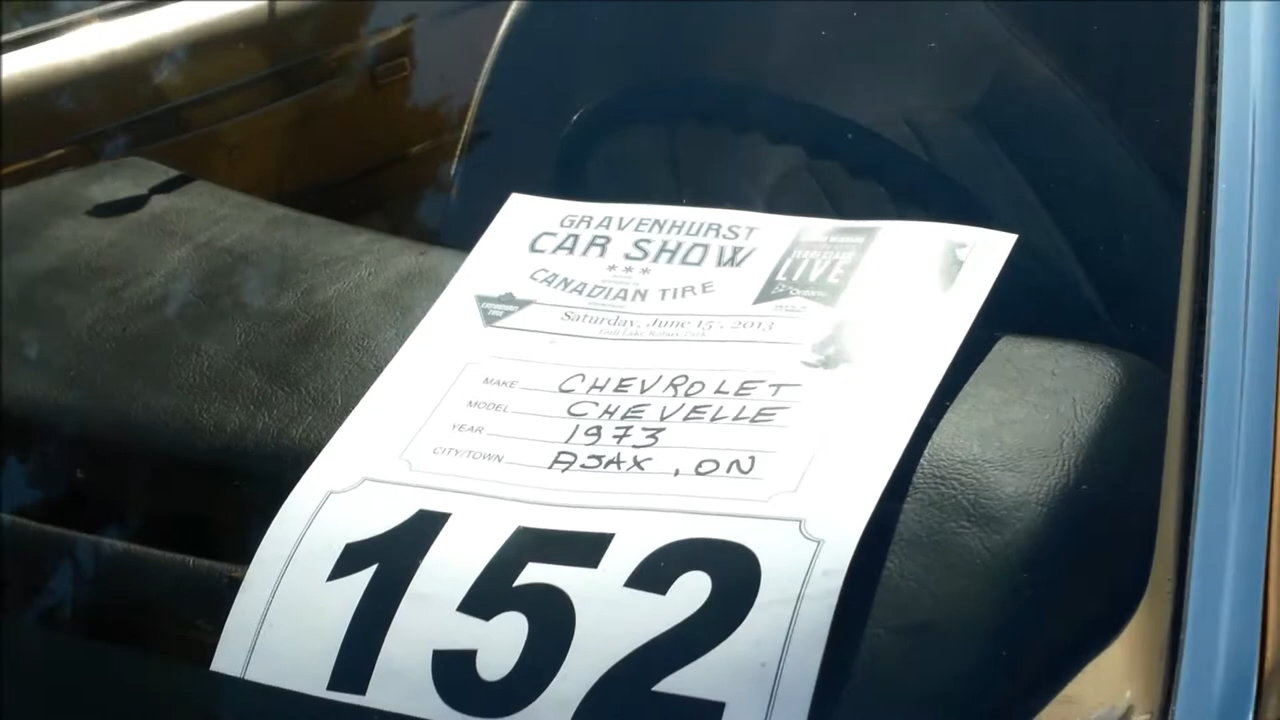 GRAVENHURST
CAR SHOW
***
CANADIAN TIRE
LIVE
Saturday, June 15, 2013
MAKE CHEVROLET
MODEL CHEVELLE
YEAR 1973
CITY/TOWN AJAX, ON
152